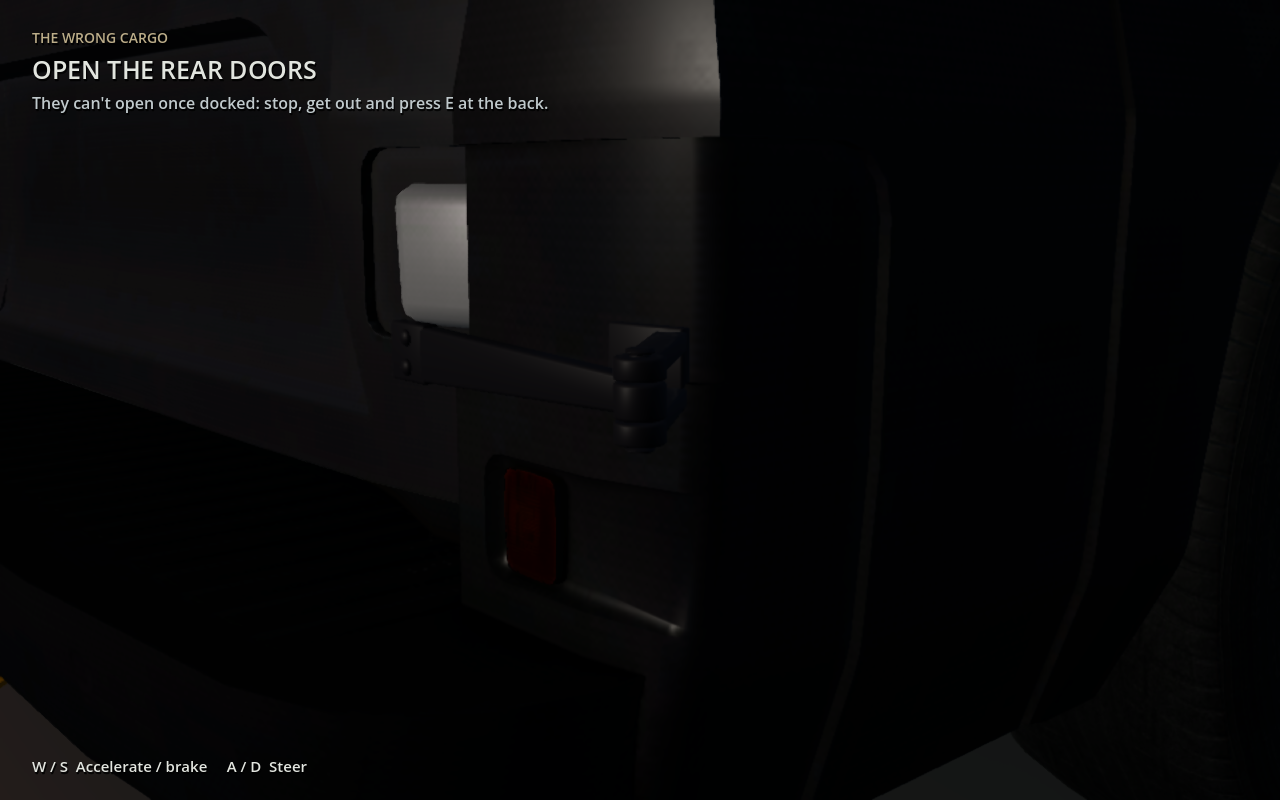 THE WRONG CARGO
OPEN THE REAR DOORS
They can't open once docked: stop, get out and press E at the back.
W / S Accelerate / brake A / D Steer